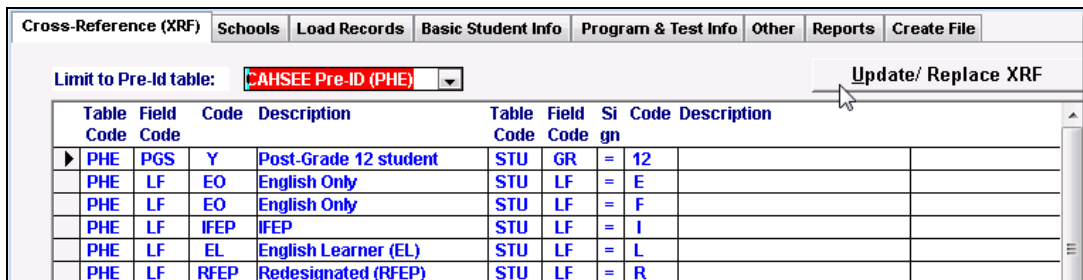 Cross-Reference (XRF) Schools Load Records Basic Student Info Program & Test Info Other Reports Create File
Limit to Pre-Id table: CAHSEE Pre-ID (PHE) Update/ Replace XRF
Table Field Code Description Table Field Si Code Description
Code Code Code Code gn
PHE PGS Y Post-Grade 12 student STU GR = 12
PHE LF EO English Only STU LF = E
PHE LF EO English Only STU LF = F
PHE LF IFEP IFEP STU LF = I
PHE LF EL English Learner (EL) STU LF = L
PHE LF RFEP Redesignated (RFEP) STU LF = R